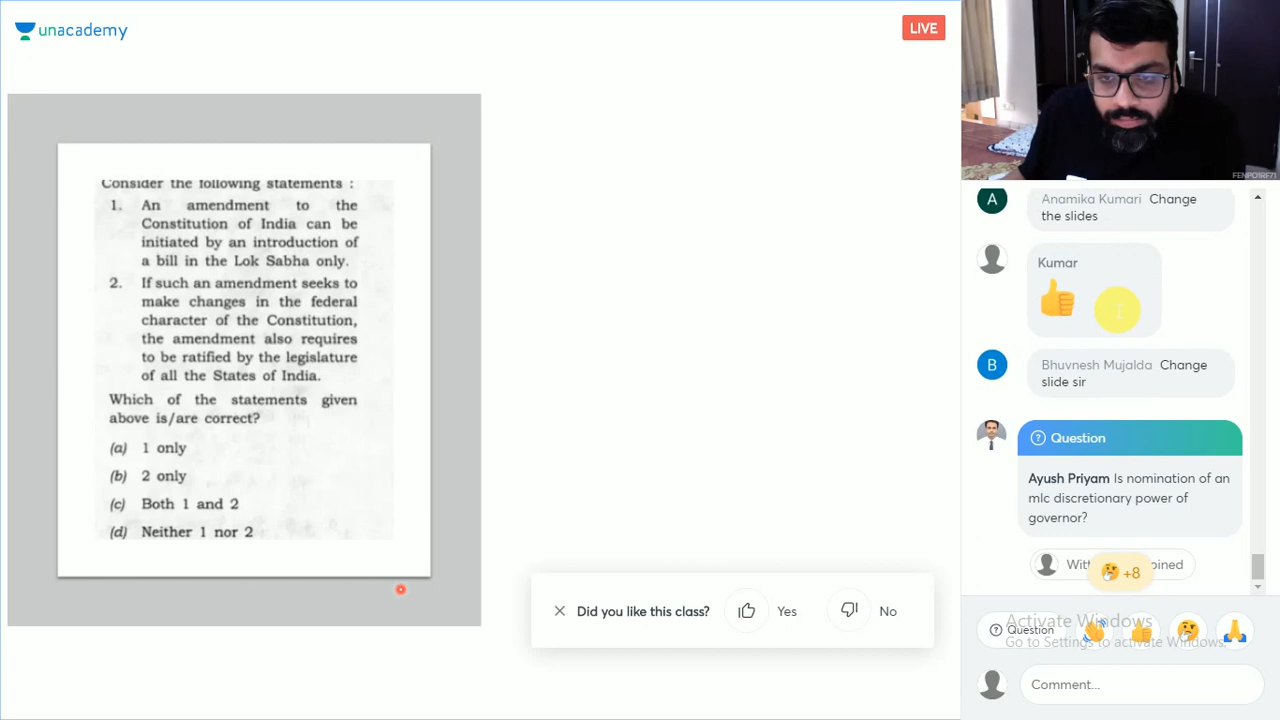 unacademy
LIVE
Consider the following statements :
1. An amendment to the
Constitution of India can be
initiated by an introduction of
a bill in the Lok Sabha only.
2. If such an amendment seeks to
make changes in the federal
character of the Constitution,
the amendment also requires
to be ratified by the legislature
of all the States of India.
Which of the statements given
above is/are correct?
(a) 1 only
(b) 2 only
(c) Both 1 and 2
(d) Neither 1 nor 2
Did you like this class?
Yes
No
FENPO1RF71
A
Anamika Kumari Change
the slides
Kumar
B
Bhuvnesh Mujalda Change
slide sir
Question
Ayush Priyam Is nomination of an
mlc discretionary power of
governor?
+8
Activate Windows
Question
Go to Settings to activate Windows.
Comment...